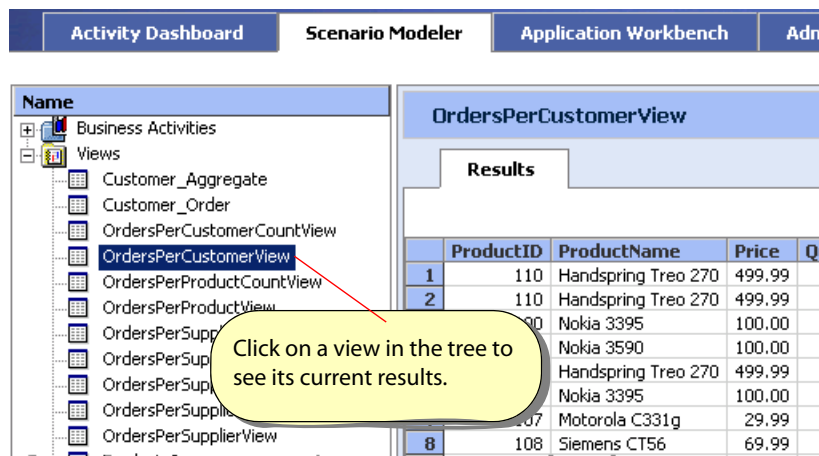 Activity Dashboard Scenario Modeler Application Workbench
Name
Business Activities
Views
Customer_Aggregate
Customer_Order
OrdersPerCustomerCountView
OrdersPerCustomerView
OrdersPerProductCountView
OrdersPerProductView
OrdersPerSupplierView
Click on a view in the tree to
see its current results.
OrdersPerCustomerView
Results
ProductID ProductName Price
1 110 Handspring Treo 270 499.99
2 110 Handspring Treo 270 499.99
Nokia 3395 100.00
Nokia 3590 100.00
Handspring Treo 270 499.99
Nokia 3395 100.00
Motorola C331g 29.99
8 108 Siemens CT56 69.99